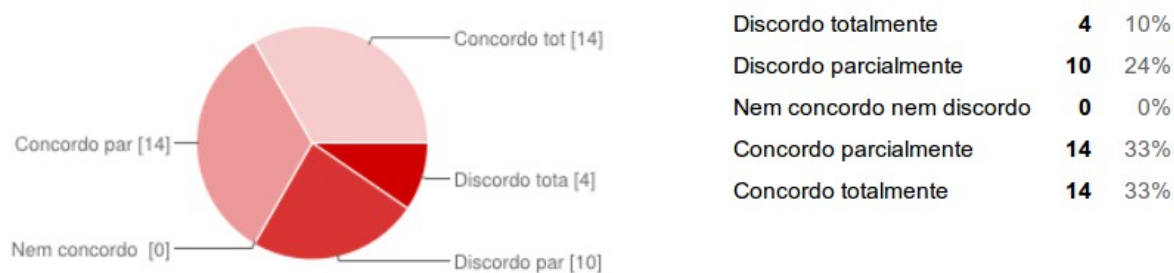 Concordo tot [14]
Concordo par [14]
Discordo tota [4]
Nem concordo [0]
Discordo par [10]
Discordo totalmente 4 10%
Discordo parcialmente 10 24%
Nem concordo nem discordo 0 0%
Concordo parcialmente 14 33%
Concordo totalmente 14 33%